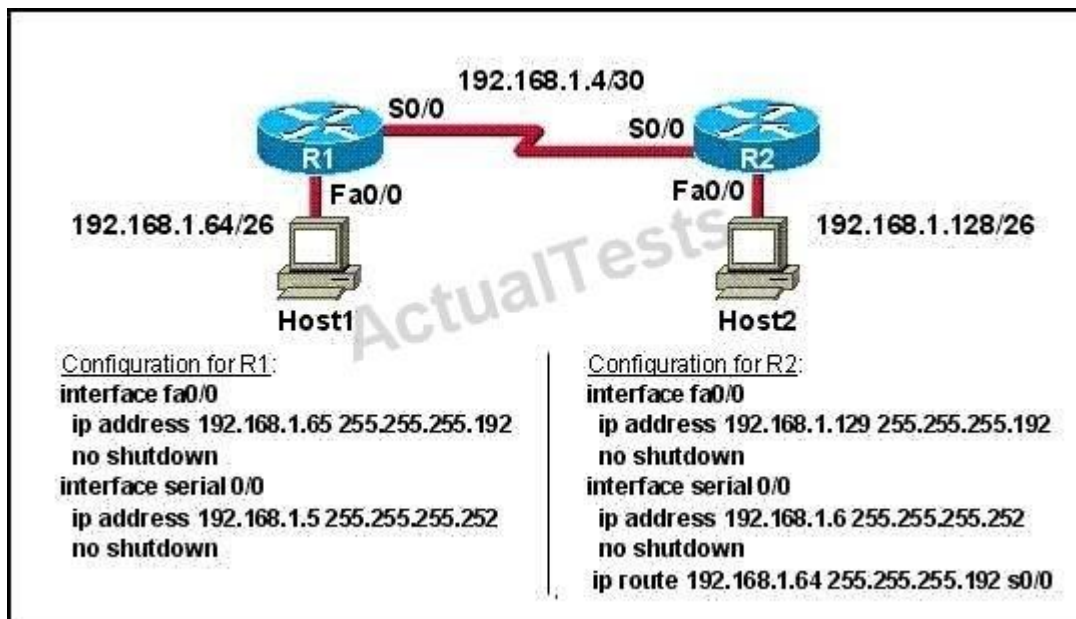 192.168.1.4/30
S0/0
S0/0
R1
R2
Fa0/0
Fa0/0
192.168.1.64/26
192.168.1.128/26
ActualTests
Host1
Host2
Configuration for R1:
interface fa0/0
ip address 192.168.1.65 255.255.255.192
no shutdown
interface serial 0/0
ip address 192.168.1.5 255.255.255.252
no shutdown
Configuration for R2:
interface fa0/0
ip address 192.168.1.129 255.255.255.192
no shutdown
interface serial 0/0
ip address 192.168.1.6 255.255.255.252
no shutdown
ip route 192.168.1.64 255.255.255.192 s0/0